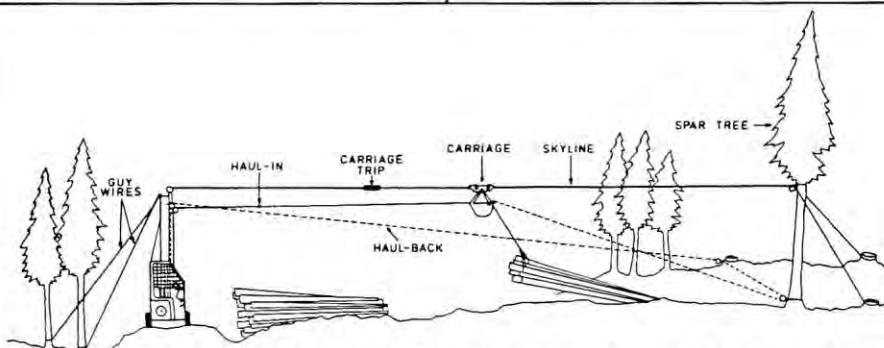 SPAR TREE
CARRIAGE
TRIP
CARRIAGE
SKYLINE
HAUL-IN
GUY
WIRES
HAUL-BACK